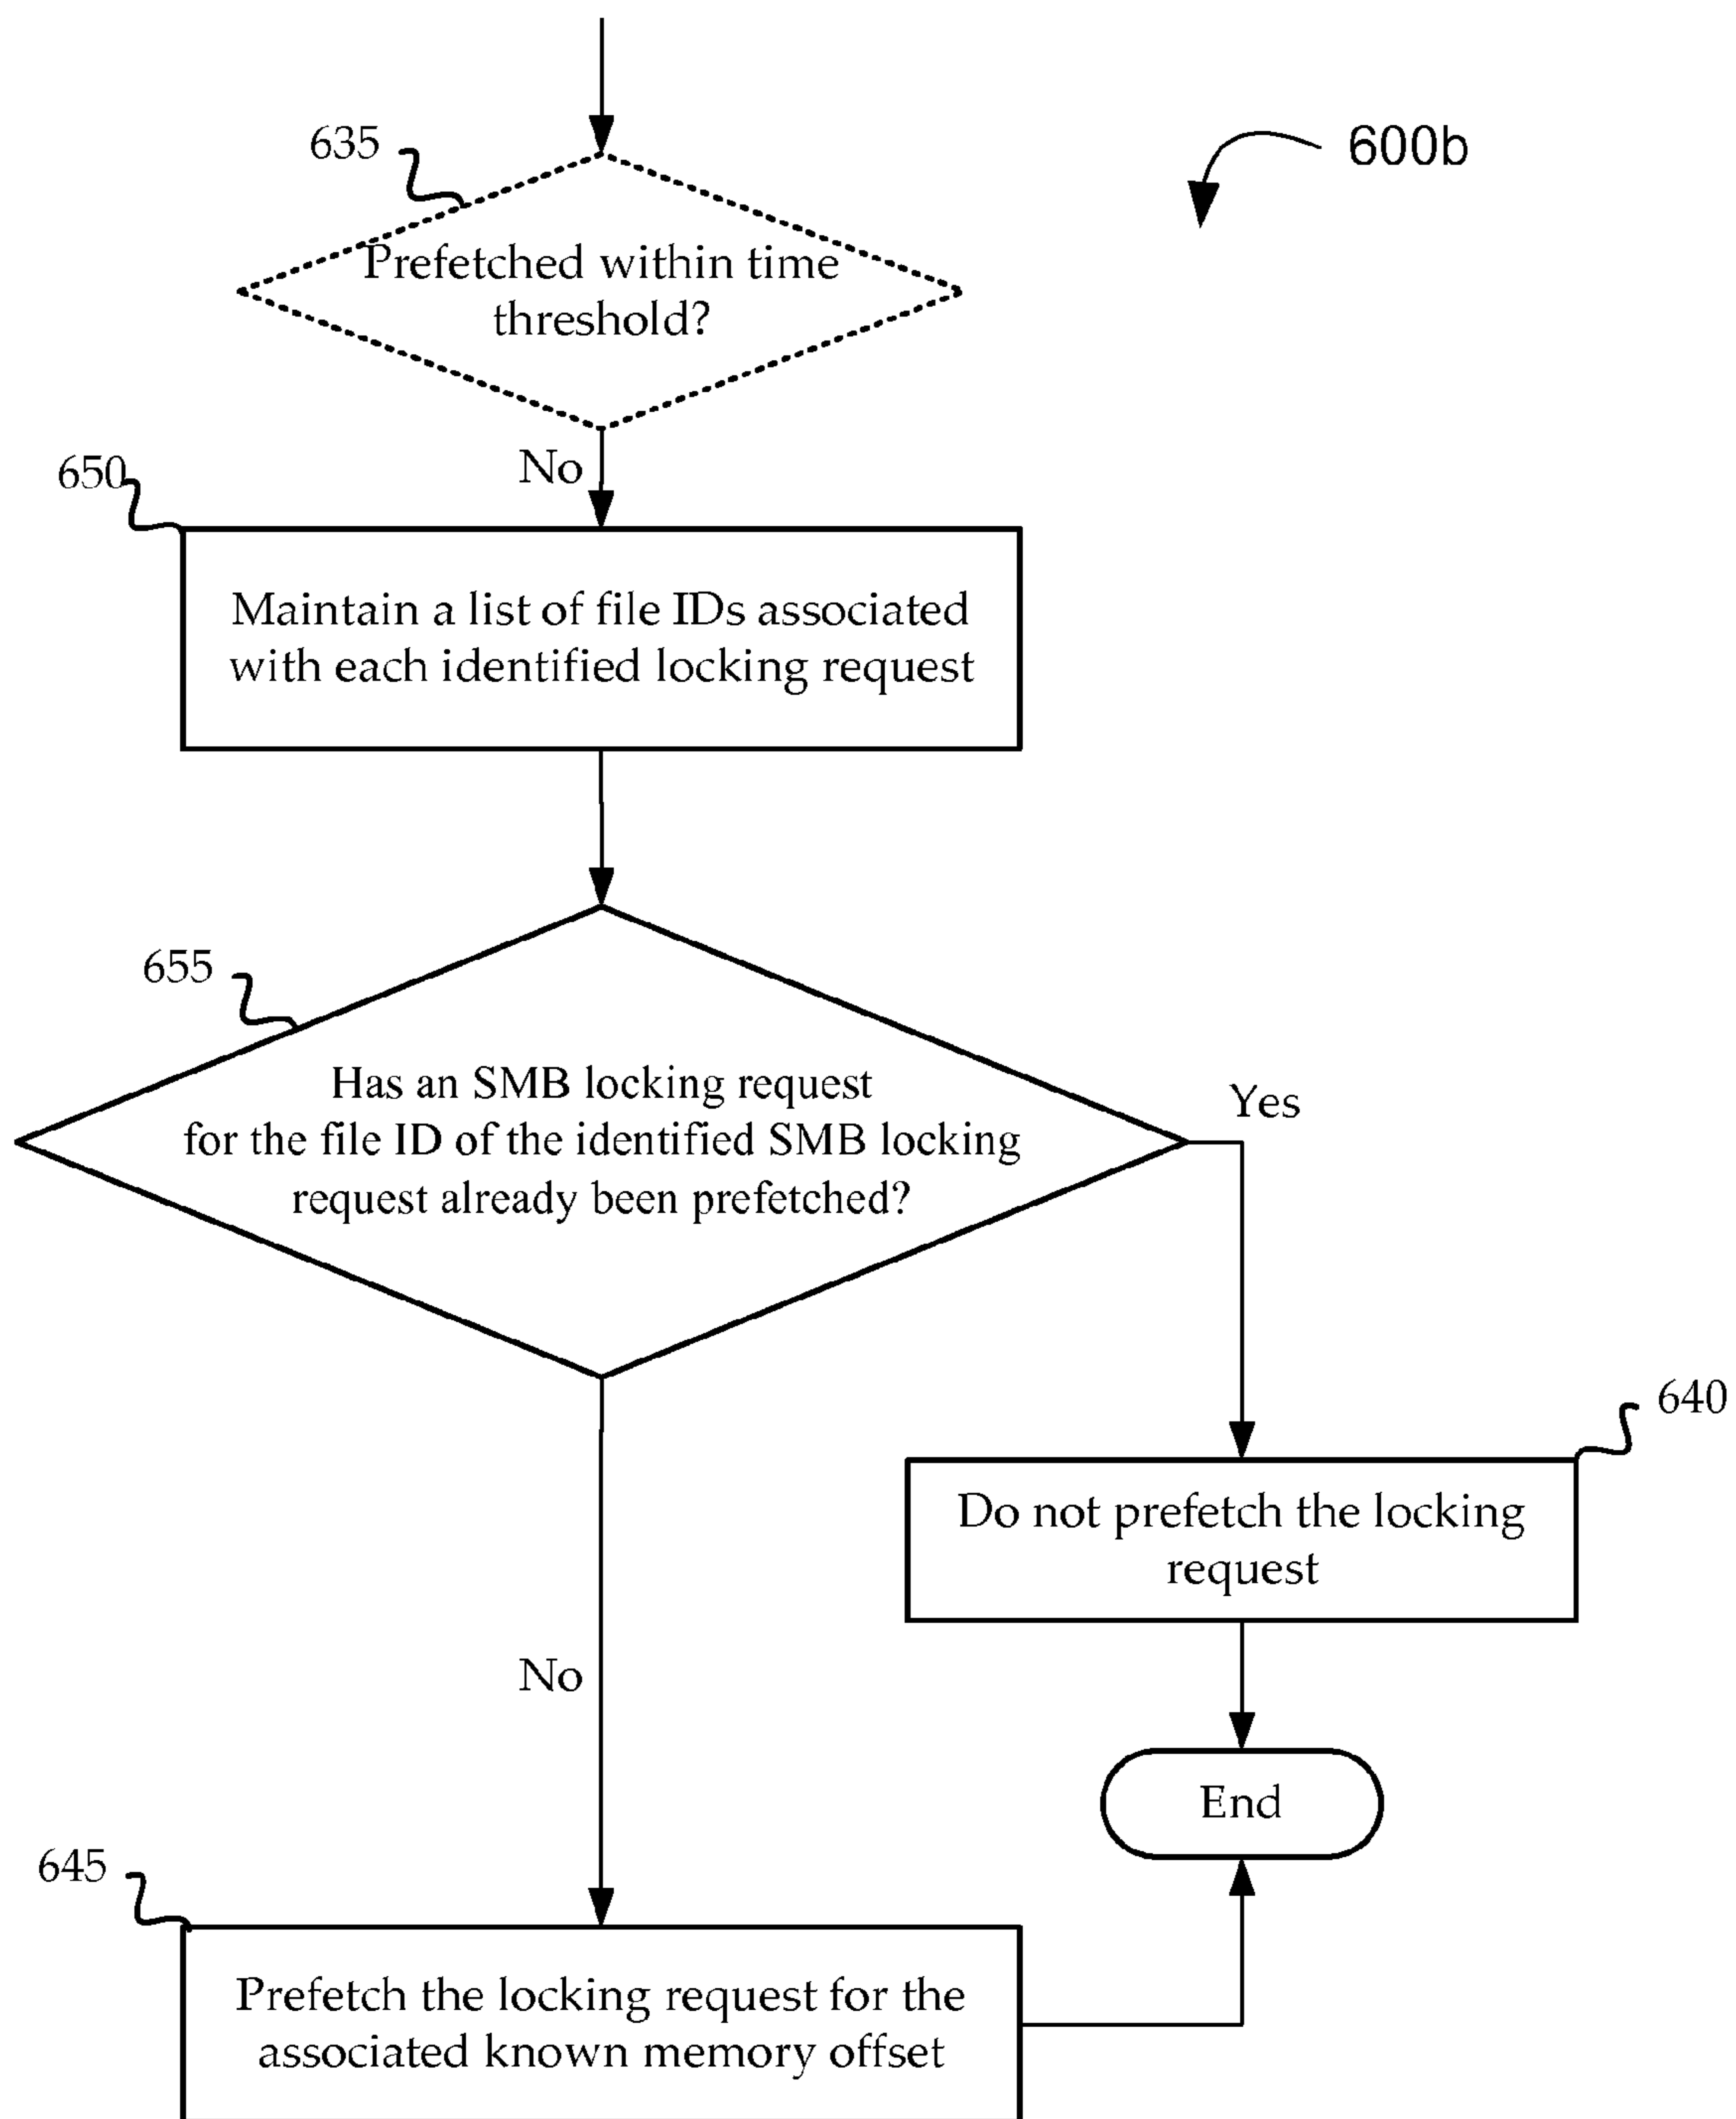 635
600b
Prefetched within time
threshold?
No
650
Maintain a list of file IDs associated
with each identified locking request
655
Has an SMB locking request
for the file ID of the identified SMB locking
request already been prefetched?
Yes
640
Do not prefetch the locking
request
No
End
645
Prefetch the locking request for the
associated known memory offset